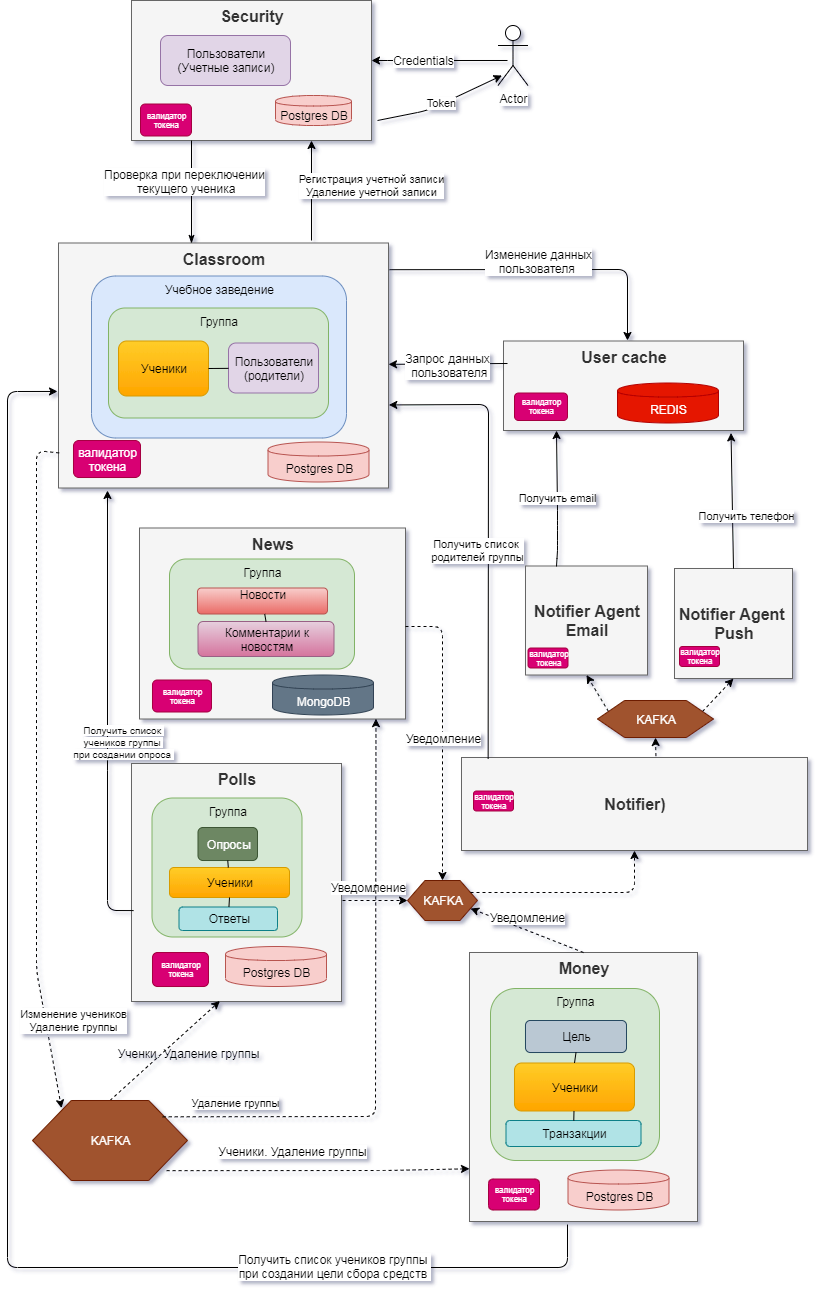 Security
Пользователи
(Учетные записи)
валидатор
токена
Postgres DB
Credentials
Token
Actor
Проверка при переключении
текущего ученика
Регистрация учетной записи
Удаление учетной записи
Classroom
Учебное заведение
Группа
Ученики
Пользователи
(родители)
валидатор
токена
Postgres DB
Изменение данных
пользователя
Запрос данных
пользователя
User cache
валидатор
токена
REDIS
Получить email
Получить телефон
Получить список
родителей группы
News
Группа
Новости
Комментарии к
новостям
валидатор
токена
MongoDB
Notifier Agent
Email
валидатор
токена
Notifier Agent
Push
валидатор
токена
KAFKA
Уведомление
Получить список
учеников группы
при создании опроса
Notifier)
валидатор
токена
Polls
Группа
Опросы
Ученики
Ответы
валидатор
токена
Postgres DB
Уведомление
KAFKA
Уведомление
Money
Группа
Цель
Ученики
Транзакции
валидатор
токена
Postgres DB
Изменение учеников
Удаление группы
Ученки. Удаление группы
Удаление группы
KAFKA
Ученики. Удаление группы
Получить список учеников группы
при создании цели сбора средств